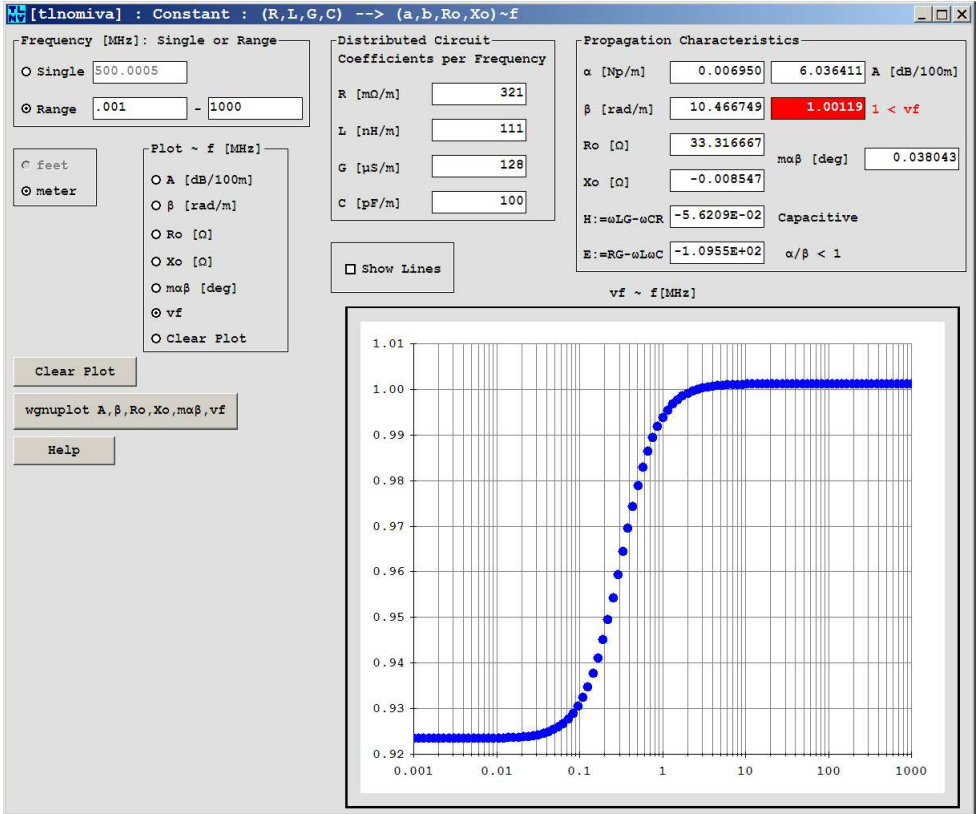 TL NV [tlnomiva] : Constant : (R,L,G,C) --> (a,b,Ro,Xo)~f
Frequency [MHz]: Single or Range
Single 500.0005
Range .001 - 1000
feet
meter
Plot ~ f [MHz]
A [dB/100m]
β [rad/m]
Ro [Ω]
Xo [Ω]
mαβ [deg]
vf
Clear Plot
Clear Plot
wgnuplot A,β,Ro,Xo,mαβ,vf
Help
Distributed Circuit
Coefficients per Frequency
R [mΩ/m] 321
L [nH/m] 111
G [µS/m] 128
C [pF/m] 100
Show Lines
Propagation Characteristics
α [Np/m] 0.006950 6.036411 A [dB/100m]
β [rad/m] 10.466749 1.00119 1 < vf
Ro [Ω] 33.316667
mαβ [deg] 0.038043
Xo [Ω] -0.008547
H:=ωLG-ωCR -5.6209E-02 Capacitive
E:=RG-ωLωC -1.0955E+02 α/β < 1
vf ~ f[MHz]
1.01
1.00
0.99
0.98
0.97
0.96
0.95
0.94
0.93
0.92
0.001 0.01 0.1 1 10 100 1000